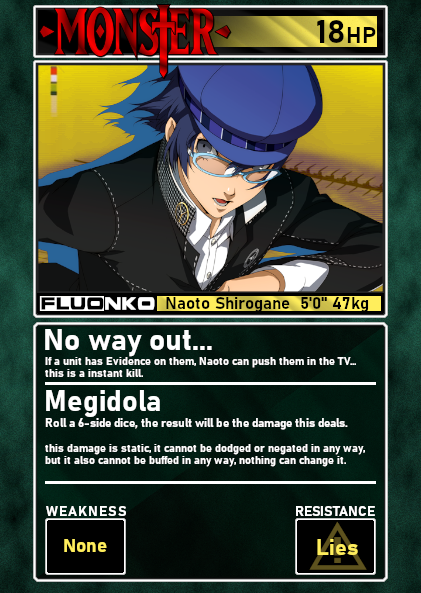 MONSTER
18HP
FLUONKO Naoto Shirogane 5'0" 47kg
No way out...
If a unit has Evidence on them, Naoto can push them in the TV...
this is a instant kill.
Megidola
Roll a 6-side dice, the result will be the damage this deals.
this damage is static, it cannot be dodged or negated in any way,
but it also cannot be buffed in any way, nothing can change it.
WEAKNESS
RESISTANCE
None
Lies